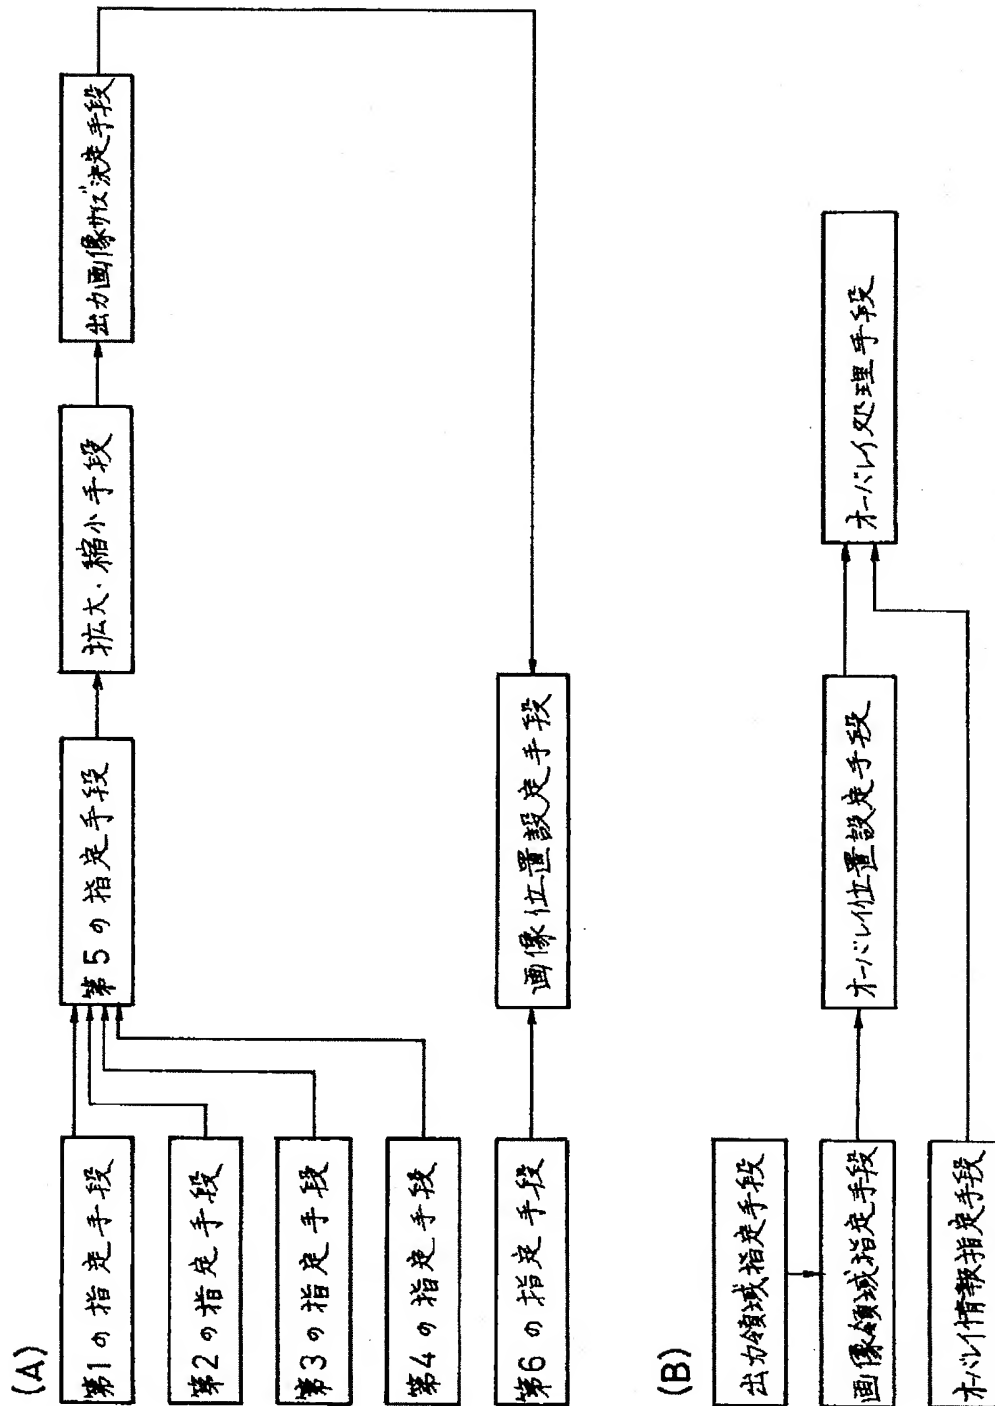 (A)
第1の指定手段
第2の指定手段
第3の指定手段
第4の指定手段
第6の指定手段
第5の指定手段
拡大・縮小手段
出力画像サイズ決定手段
画像位置設定手段
(B)
出力領域指定手段
画像領域指定手段
オーバレイ情報指定手段
オーバレイ位置設定手段
オーバレイ処理手段